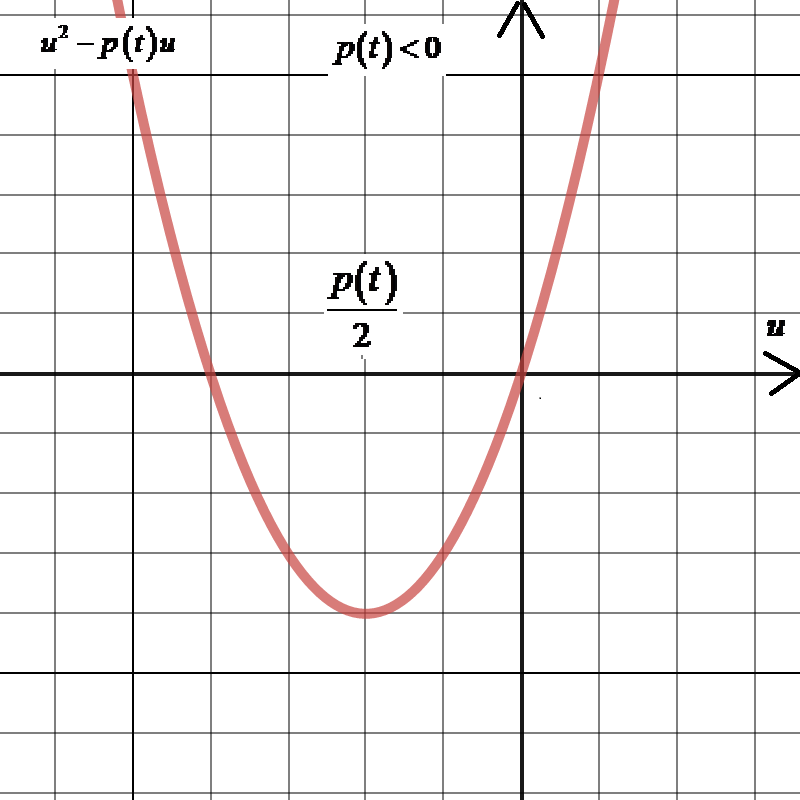 u² − p(t)u
p(t) < 0
p(t)
2
u